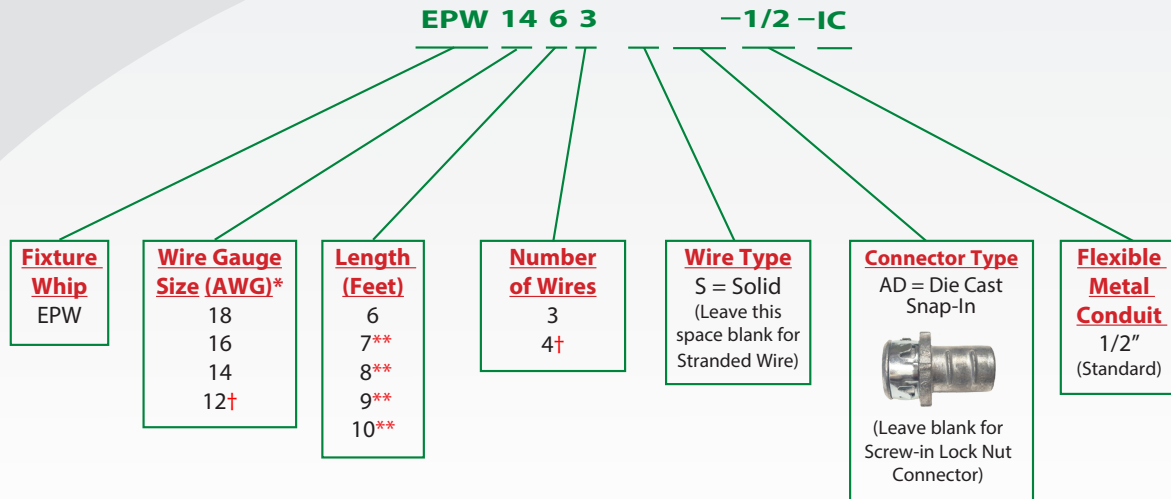 EPW 14 6 3 –1/2 –IC
Fixture
Whip
EPW
Wire Gauge
Size (AWG)*
18
16
14
12†
Length
(Feet)
6
7**
8**
9**
10**
Number
of Wires
3
4†
Wire Type
S = Solid
(Leave this
space blank for
Stranded Wire)
Connector Type
AD = Die Cast
Snap-In
(Leave blank for
Screw-in Lock Nut
Connector)
Flexible
Metal
Conduit
1/2”
(Standard)